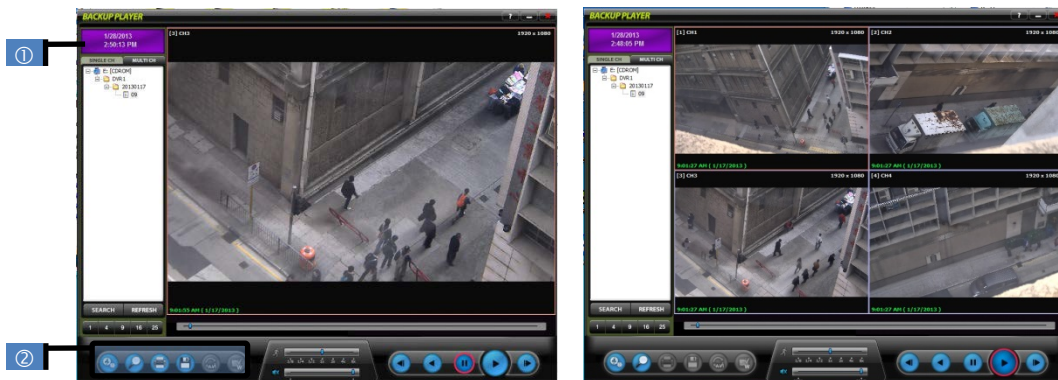 BACKUP PLAYER
?
1/28/2013
2:50:13 PM
[3] CH3
1920 x 1080
①
SINGLE CH
MULTI CH
E: [CDROM]
DVR1
20130117
09
9:01:55 AM ( 1/17/2013 )
SEARCH
REFRESH
1 4 9 16 25
②
BACKUP PLAYER
?
1/28/2013
2:48:05 PM
[1] CH1
1920 x 1080
[2] CH2
1920 x 1080
SINGLE CH
MULTI CH
E: [CDROM]
DVR1
20130117
09
9:01:27 AM ( 1/17/2013 )
9:01:27 AM ( 1/17/2013 )
[3] CH3
1920 x 1080
[4] CH4
1920 x 1080
9:01:27 AM ( 1/17/2013 )
9:01:27 AM ( 1/17/2013 )
SEARCH
REFRESH
1 4 9 16 25